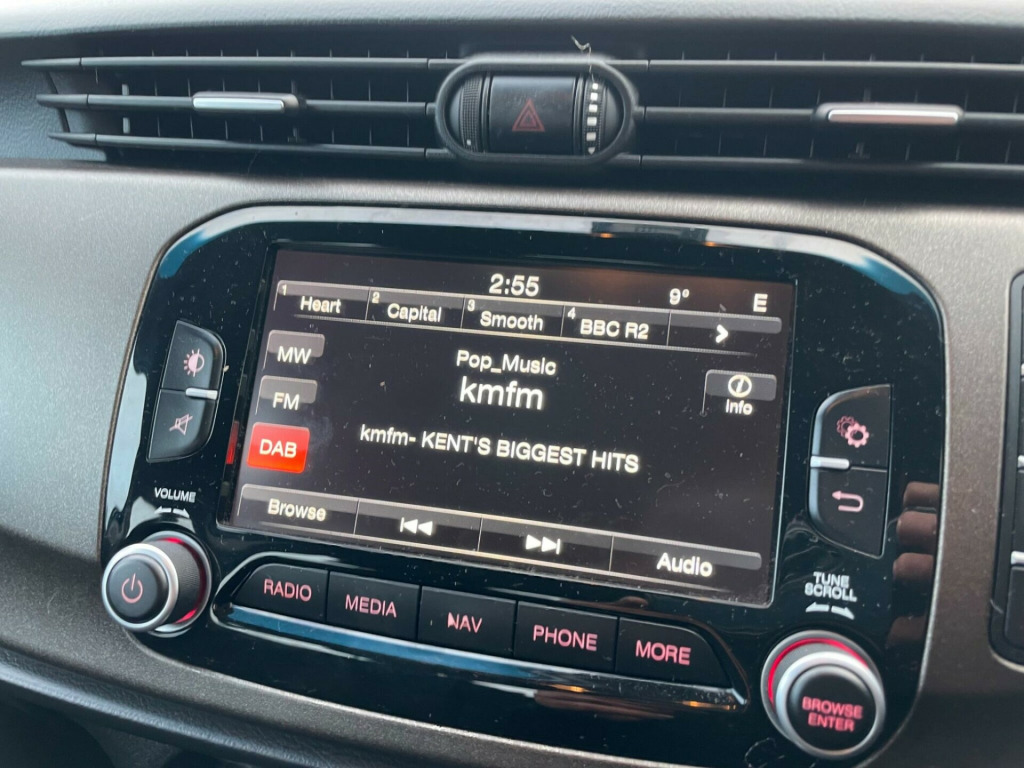 2:55
9° E
1 Heart 2 Capital 3 Smooth 4 BBC R2
MW
Pop_Music
kmfm
Info
FM
kmfm- KENT'S BIGGEST HITS
DAB
Browse Audio
VOLUME
TUNE
SCROLL
RADIO MEDIA NAV PHONE MORE
BROWSE
ENTER